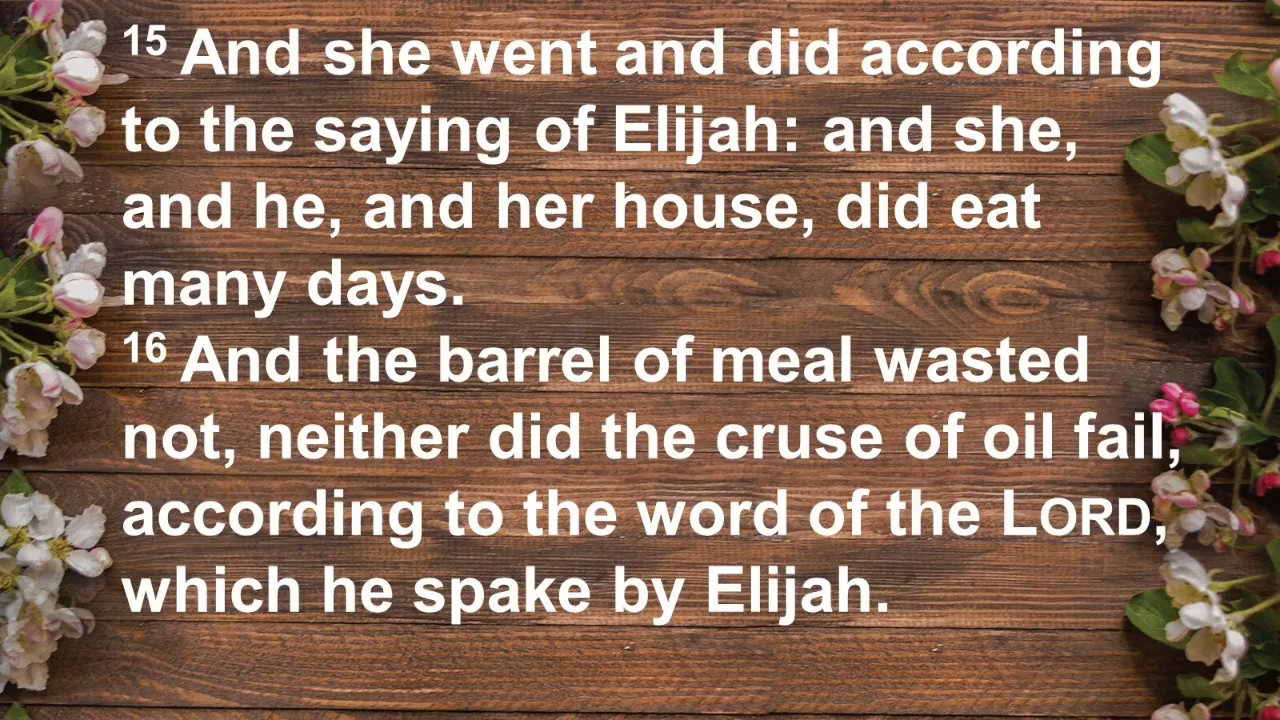 15 And she went and did according
to the saying of Elijah: and she,
and he, and her house, did eat
many days.
16 And the barrel of meal wasted
not, neither did the cruse of oil fail,
according to the word of the LORD,
which he spake by Elijah.